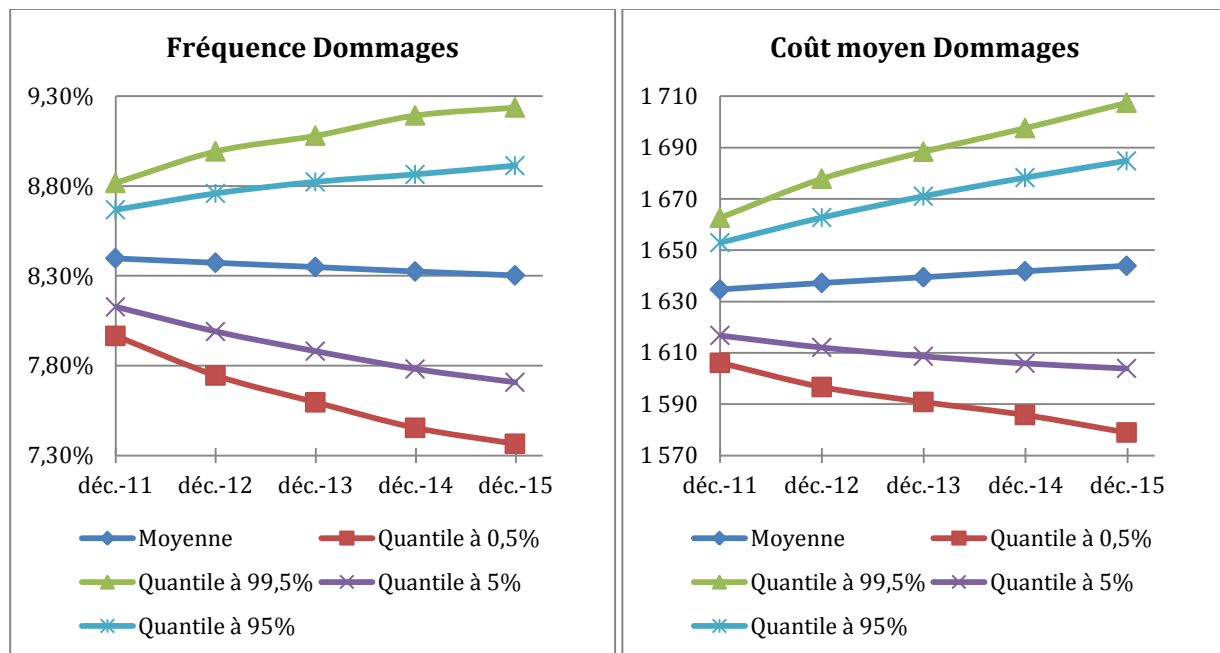 Fréquence Dommages
9,30%
8,80%
8,30%
7,80%
7,30%
déc.-11 déc.-12 déc.-13 déc.-14 déc.-15
Moyenne Quantile à 0,5%
Quantile à 99,5% Quantile à 5%
Quantile à 95%
Coût moyen Dommages
1 710
1 690
1 670
1 650
1 630
1 610
1 590
1 570
déc.-11 déc.-12 déc.-13 déc.-14 déc.-15
Moyenne Quantile à 0,5%
Quantile à 99,5% Quantile à 5%
Quantile à 95%